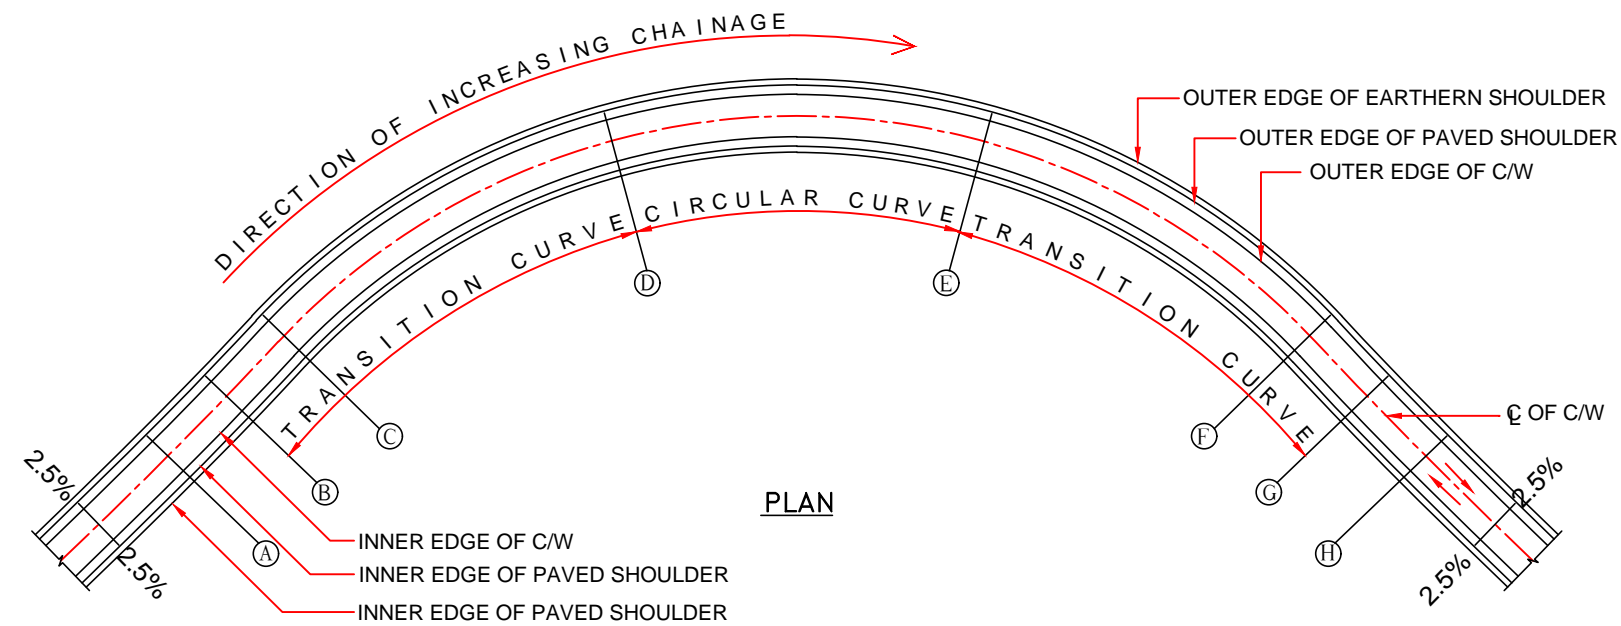 DIRECTION OF INCREASING CHAINAGE
OUTER EDGE OF EARTHERN SHOULDER
OUTER EDGE OF PAVED SHOULDER
OUTER EDGE OF C/W
TRANSITION CURVE
CIRCULAR CURVE
TRANSITION CURVE
D
E
C
F
B
G
A
H
℄ OF C/W
2.5%
2.5%
2.5%
2.5%
PLAN
INNER EDGE OF C/W
INNER EDGE OF PAVED SHOULDER
INNER EDGE OF PAVED SHOULDER